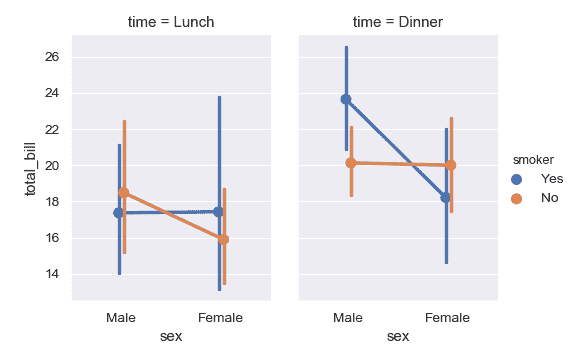 time = Lunch
time = Dinner
total_bill
26
24
22
20
18
16
14
Male
Female
Male
Female
sex
sex
smoker
Yes
No